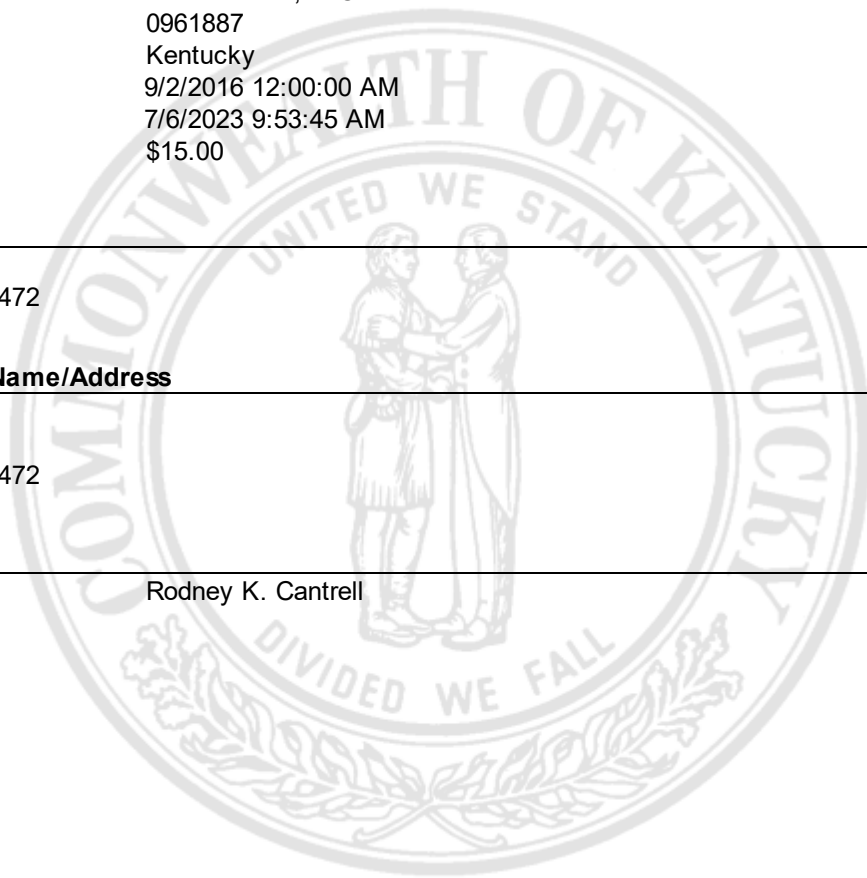 0961887
Kentucky
9/2/2016 12:00:00 AM
7/6/2023 9:53:45 AM
$15.00
472
Name/Address
472
Rodney K. Cantrell
COMMONWEALTH OF KENTUCKY
UNITED WE STAND
DIVIDED WE FALL